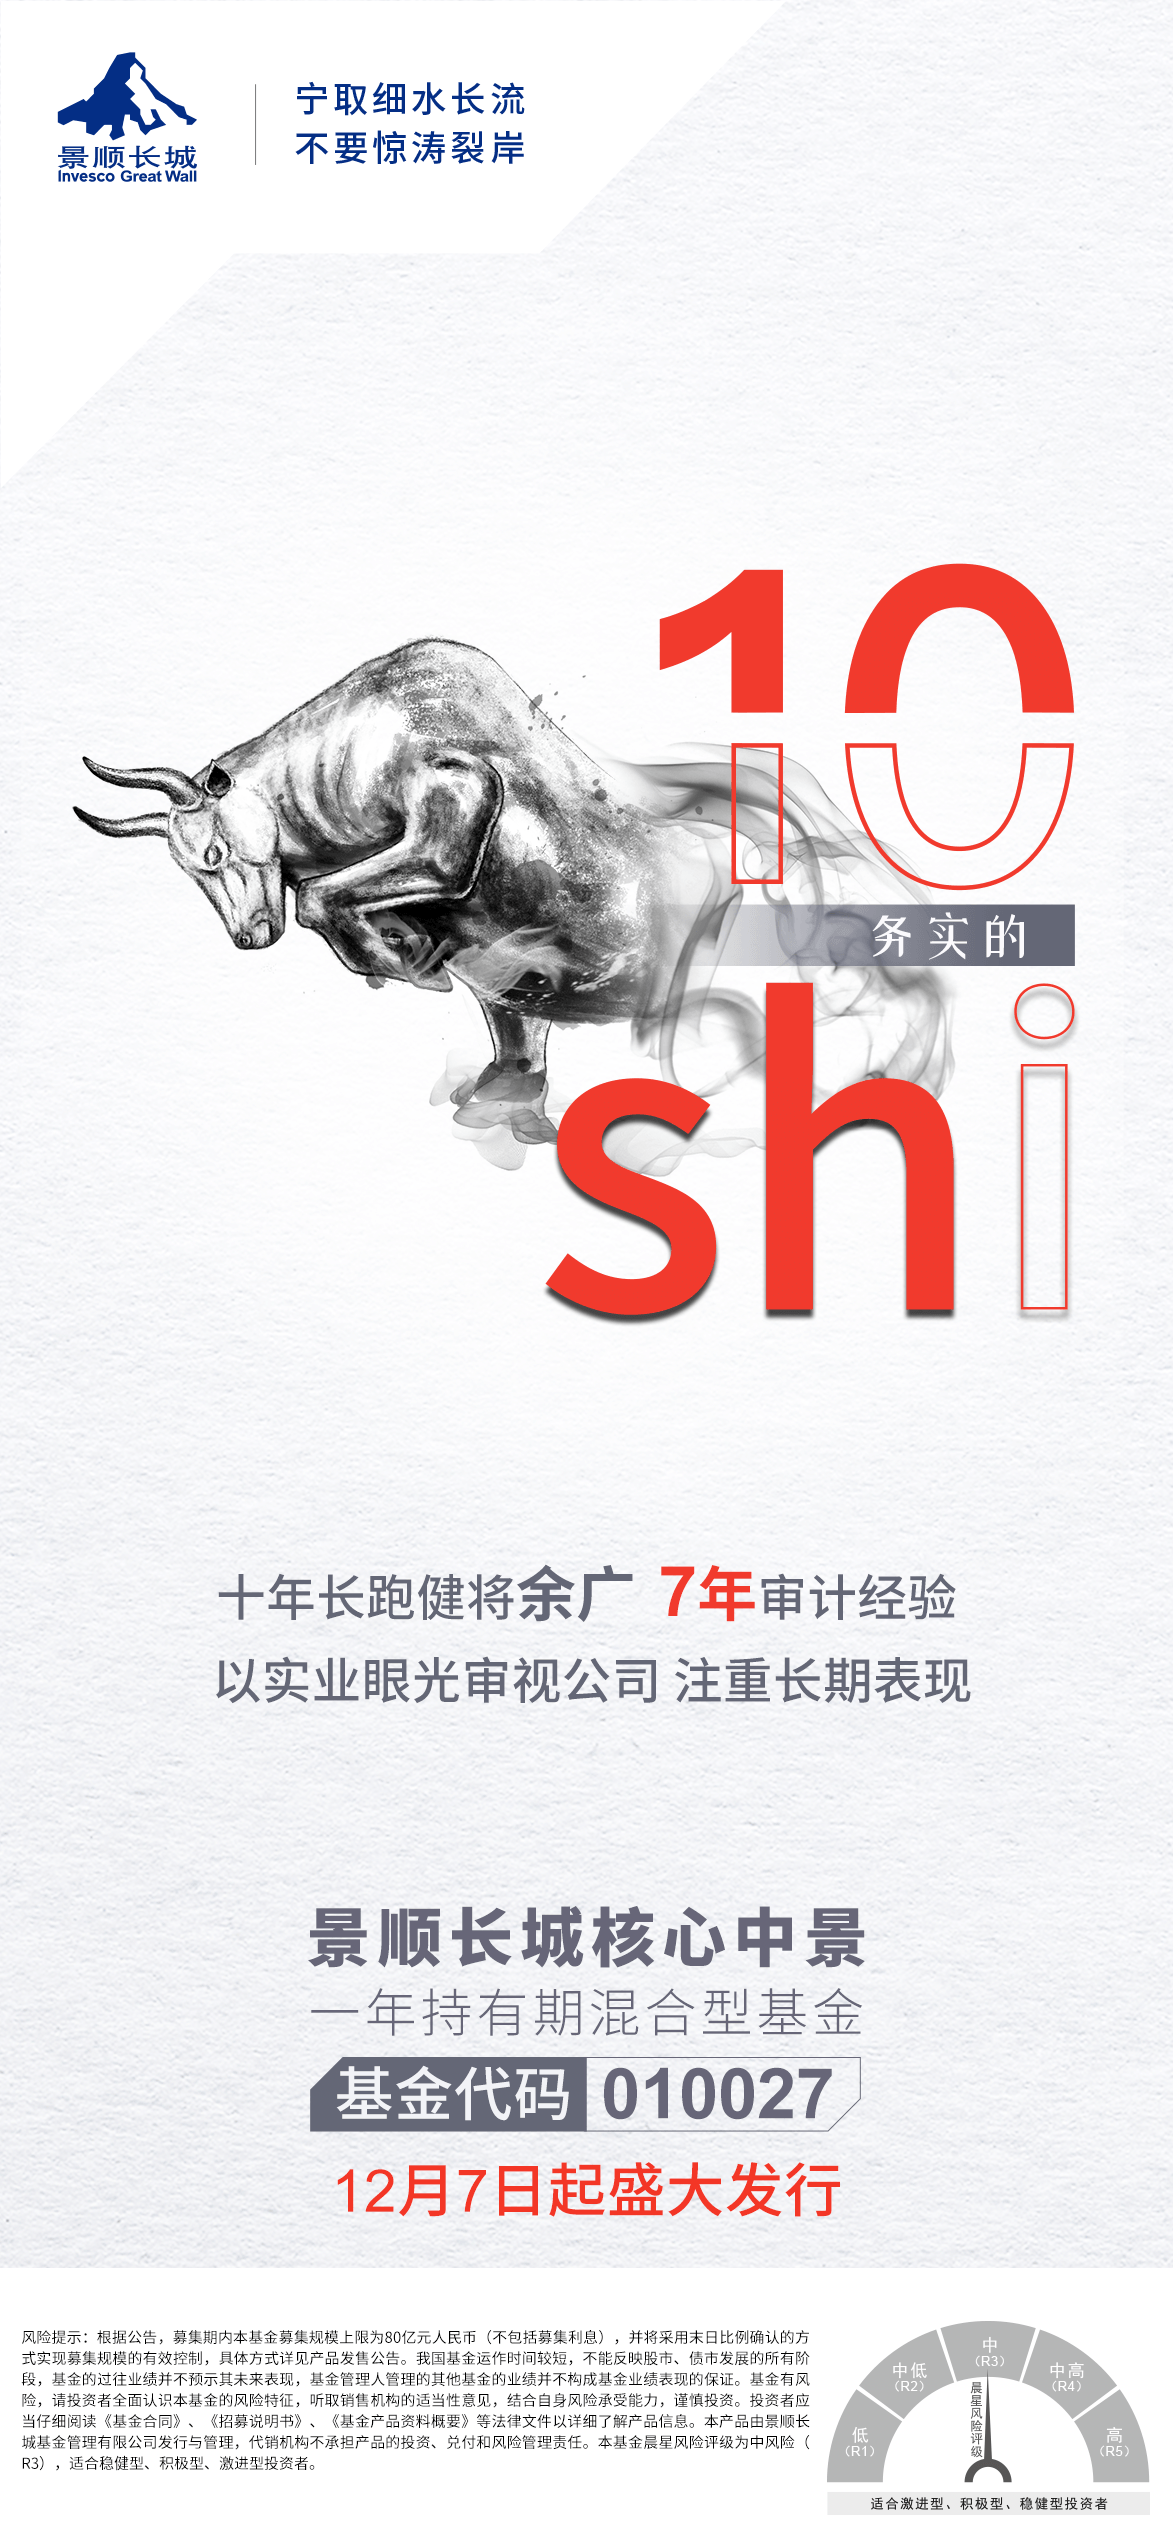 景顺长城
Invesco Great Wall
宁取细水长流
不要惊涛裂岸
10
务实的
shi
十年长跑健将余广 7年审计经验
以实业眼光审视公司 注重长期表现
景顺长城核心中景
一年持有期混合型基金
基金代码 010027
12月7日起盛大发行
风险提示：根据公告，募集期内本基金募集规模上限为80亿元人民币（不包括募集利息），并将采用末日比例确认的方
式实现募集规模的有效控制，具体方式详见产品发售公告。我国基金运作时间较短，不能反映股市、债市发展的所有阶
段，基金的过往业绩并不预示其未来表现，基金管理人管理的其他基金的业绩并不构成基金业绩表现的保证。基金有风
险，请投资者全面认识本基金的风险特征，听取销售机构的适当性意见，结合自身风险承受能力，谨慎投资。投资者应
当仔细阅读《基金合同》、《招募说明书》、《基金产品资料概要》等法律文件以详细了解产品信息。本产品由景顺长
城基金管理有限公司发行与管理，代销机构不承担产品的投资、兑付和风险管理责任。本基金晨星风险评级为中风险（
R3），适合稳健型、积极型、激进型投资者。
低
（R1）
中低
（R2）
中
（R3）
中高
（R4）
高
（R5）
晨星风险评级
适合激进型、积极型、稳健型投资者